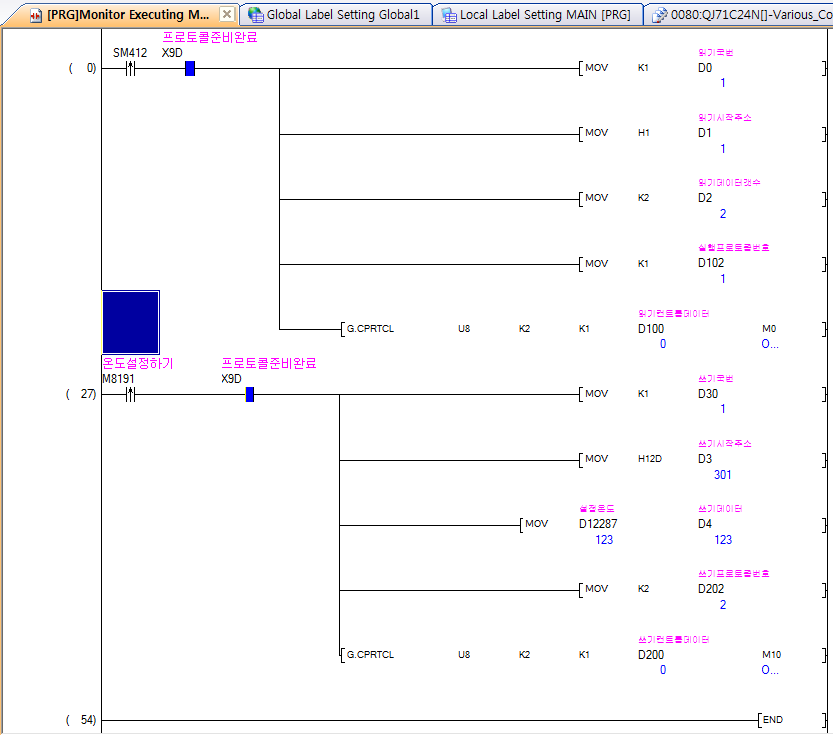 [PRG]Monitor Executing M... Global Label Setting Global1 Local Label Setting MAIN [PRG] 0080:QJ71C24N[]-Various_Co
프로토콜준비완료 읽기국번
SM412 X9D
( 0) MOV K1 D0
1
읽기시작주소
MOV H1 D1
1
읽기데이터갯수
MOV K2 D2
2
실행프로토콜번호
MOV K1 D102
1
읽기컨트롤데이터
G.CPRTCL U8 K2 K1 D100 M0
0 O...
온도설정하기 프로토콜준비완료 쓰기국번
M8191 X9D
( 27) MOV K1 D30
1
쓰기시작주소
MOV H12D D3
301
설정온도 쓰기데이터
MOV D12287 D4
123 123
쓰기프로토콜번호
MOV K2 D202
2
쓰기컨트롤데이터
G.CPRTCL U8 K2 K1 D200 M10
0 O...
( 54) END